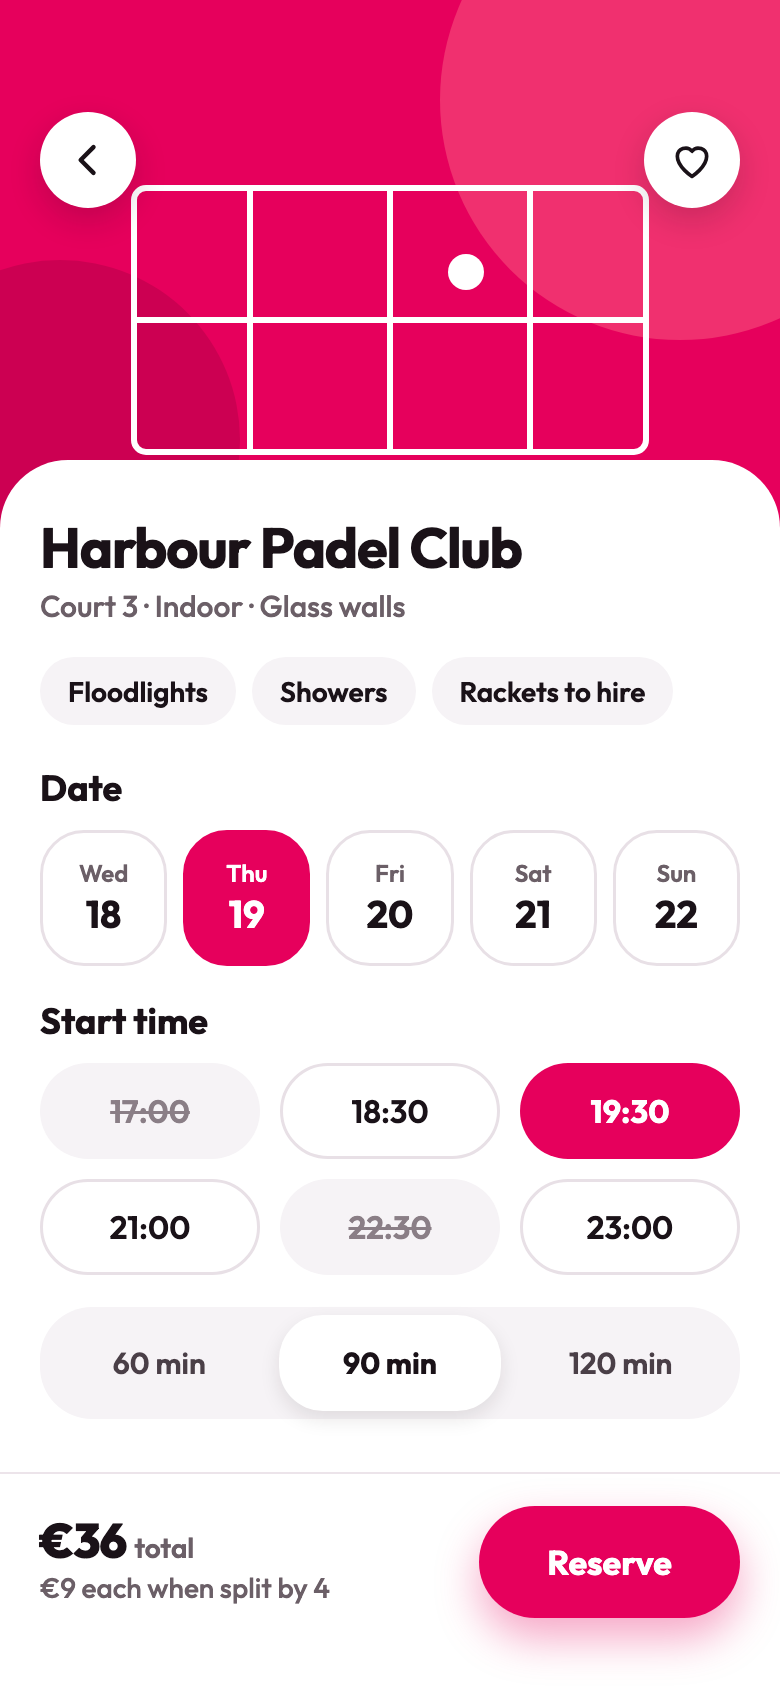 Harbour Padel Club
Court 3 · Indoor · Glass walls
Floodlights Showers Rackets to hire
Date
Wed Thu Fri Sat Sun
18 19 20 21 22
Start time
17:00 18:30 19:30
21:00 22:30 23:00
60 min 90 min 120 min
€36 total
€9 each when split by 4
Reserve